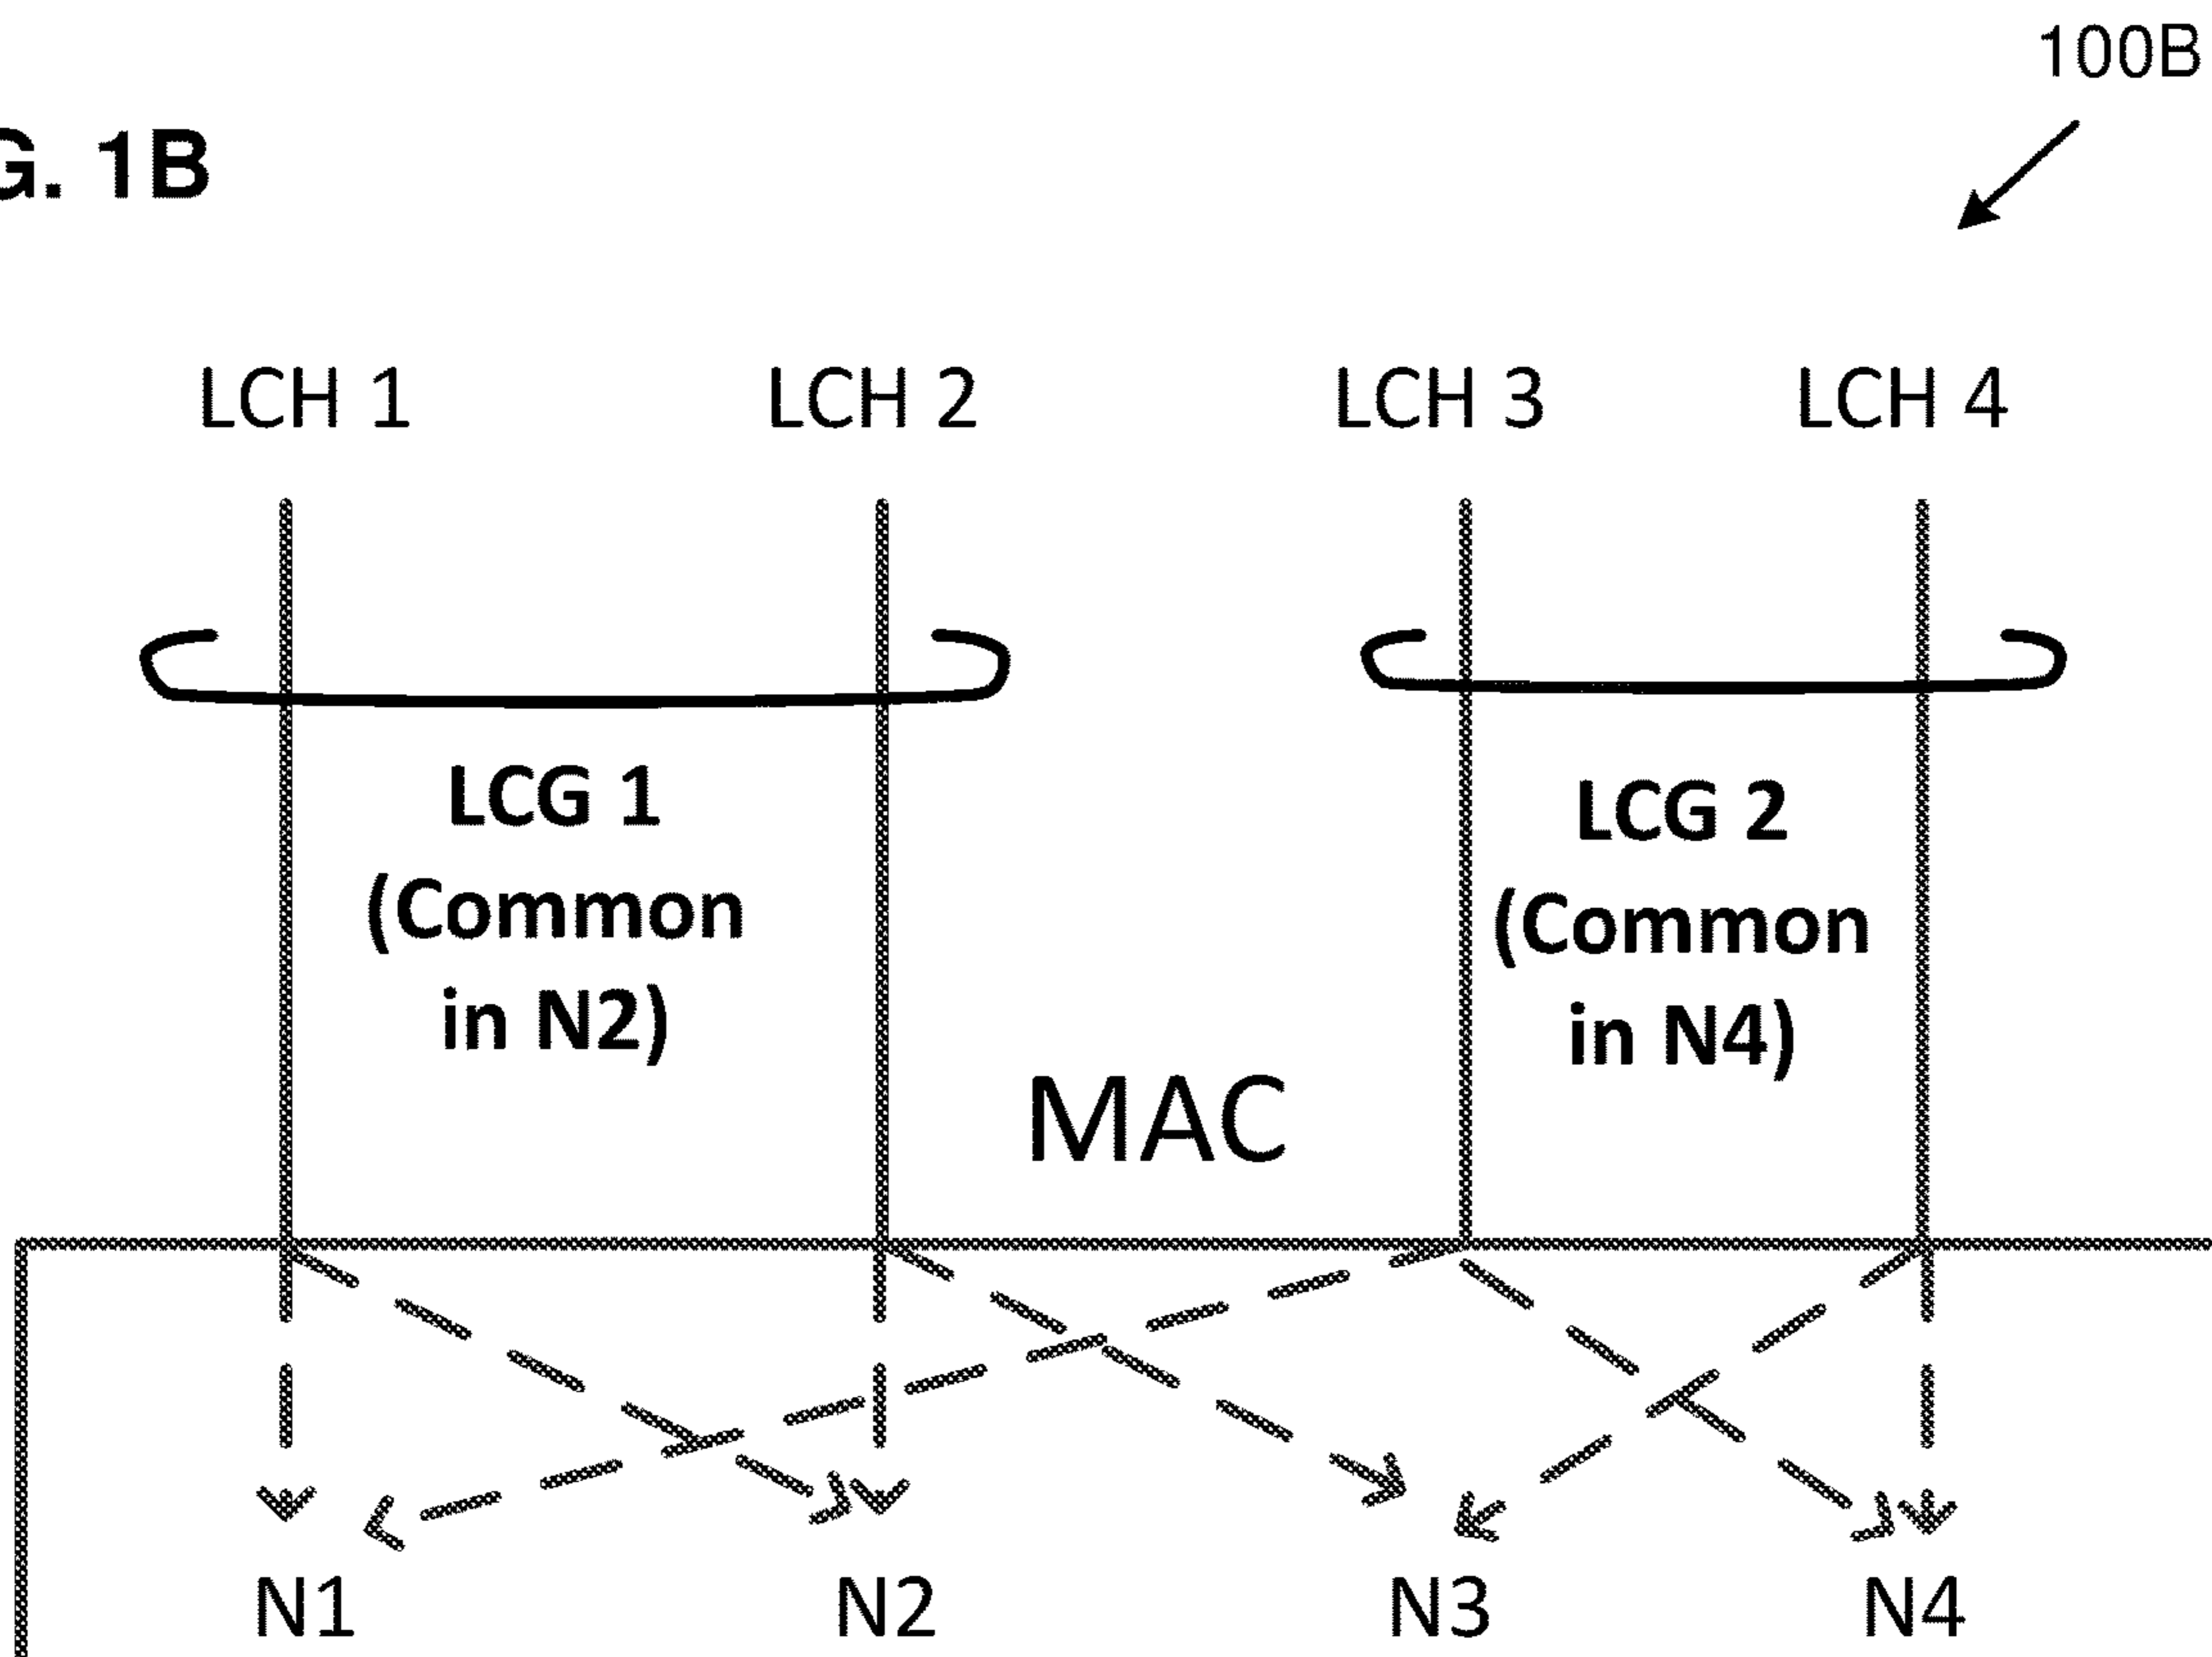 100B
G. 1B
LCH 1 LCH 2 LCH 3 LCH 4
LCG 1
(Common
in N2)
LCG 2
(Common
in N4)
MAC
N1 N2 N3 N4